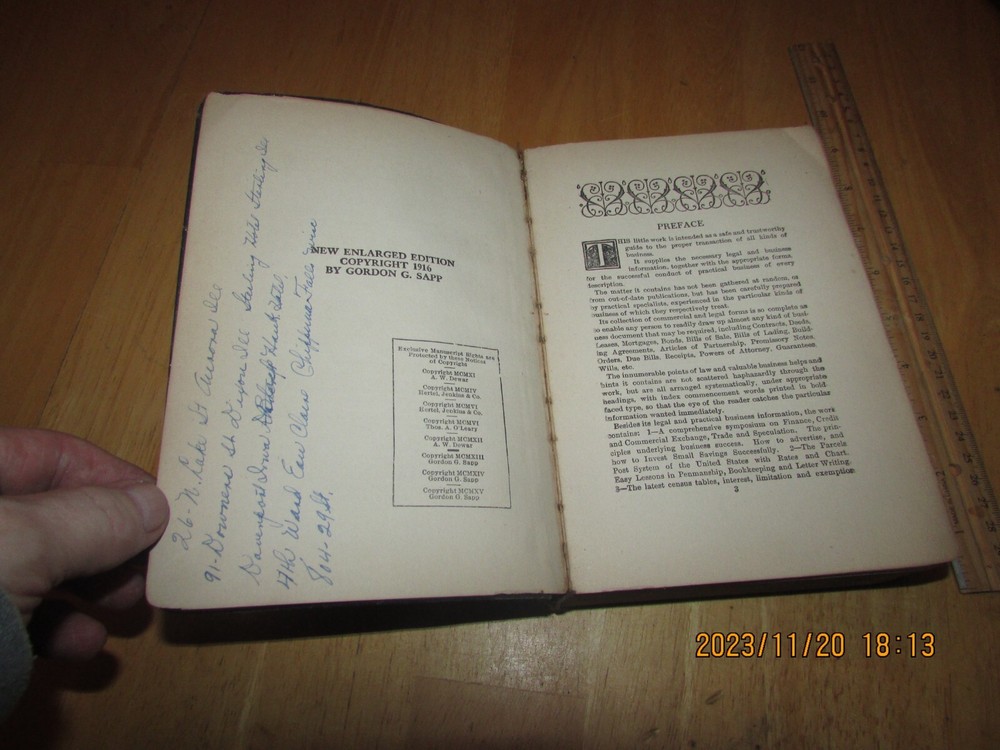 26-N. Lake St Aurora Ill
91-Downers St Dixon Ill Sterling Hotel Sterling Ill
Davenport Iowa Hawk Hotel
4th Ward Eau Claire Chippewa Falls
804-29 St.
NEW ENLARGED EDITION
COPYRIGHT 1916
BY GORDON G. SAPP
Exclusive Manuscript Rights are
Protected by these Notices
of Copyright
Copyright MCMXI
A. W. Dewar
Copyright MCMIV
Hertel, Jenkins & Co.
Copyright MCMVI
Hertel, Jenkins & Co.
Copyright MCMVI
Thos. A. O'Leary
Copyright MCMXII
A. W. Dewar
Copyright MCMXIII
Gordon G. Sapp
Copyright MCMXIV
Gordon G. Sapp
Copyright MCMXV
Gordon G. Sapp
PREFACE
THIS little work is intended as a safe and trustworthy
guide to the proper transaction of all kinds of
business.
It supplies the necessary legal and business
information, together with the appropriate forms,
for the successful conduct of practical business of every
description.
The matter it contains has not been gathered at random, or
from out-of-date publications, but has been carefully prepared
by practical specialists, experienced in the particular kinds of
business of which they respectively treat.
Its collection of commercial and legal forms is so complete as
to enable any person to readily draw up almost any kind of busi-
ness document that may be required, including Contracts, Deeds,
Leases, Mortgages, Bonds, Bills of Sale, Bills of Lading, Build-
ing Agreements, Articles of Partnership, Promissory Notes,
Orders, Due Bills, Receipts, Powers of Attorney, Guarantees,
Wills, etc.
The innumerable points of law and valuable business helps and
hints it contains are not scattered haphazardly through the
work, but are all arranged systematically, under appropriate
headings, with index commencement words printed in bold
faced type, so that the eye of the reader catches the particular
information wanted immediately.
Besides its legal and practical business information, the work
contains: 1—A comprehensive symposium on Finance, Credit
and Commercial Exchange, Trade and Speculation. The prin-
ciples underlying business success. How to advertise, and
how to Invest Small Savings Successfully. 2—The Parcels
Post System of the United States with Rates and Chart.
Easy Lessons in Penmanship, Bookkeeping and Letter Writing.
3—The latest census tables, interest, limitation and exemption
3
2023/11/20 18:13